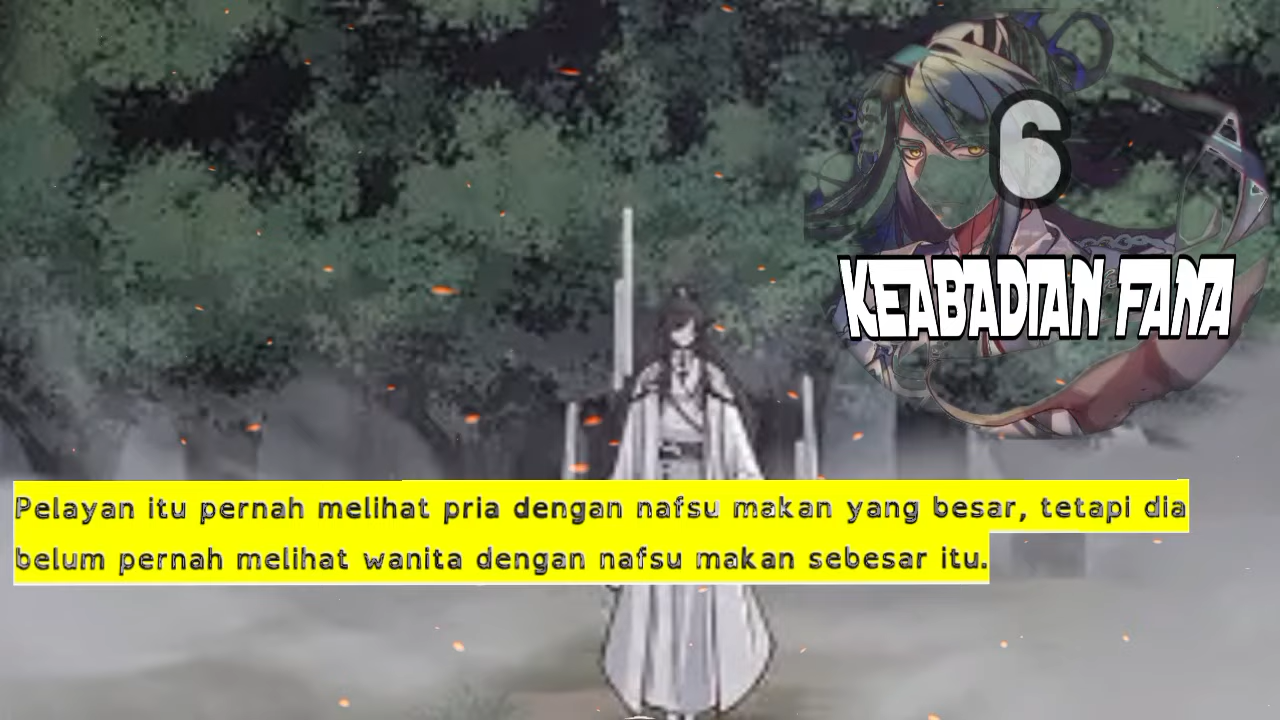 6
KEABADIAN FANA
Pelayan itu pernah melihat pria dengan nafsu makan yang besar, tetapi dia
belum pernah melihat wanita dengan nafsu makan sebesar itu.